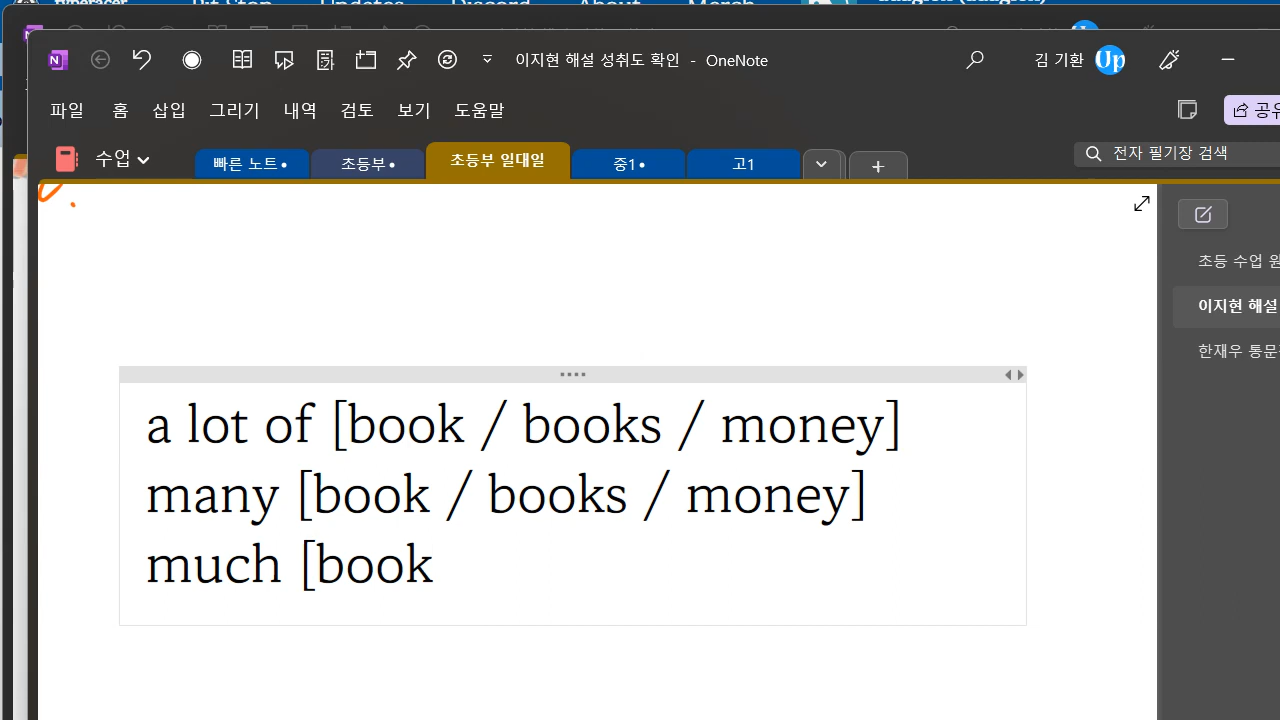 이지현 해설 성취도 확인 - OneNote
김 기환
파일 홈 삽입 그리기 내역 검토 보기 도움말
수업
빠른 노트 초등부 초등부 일대일 중1 고1
전자 필기장 검색
초등 수업
이지현 해설
한재우
a lot of [book / books / money]
many [book / books / money]
much [book